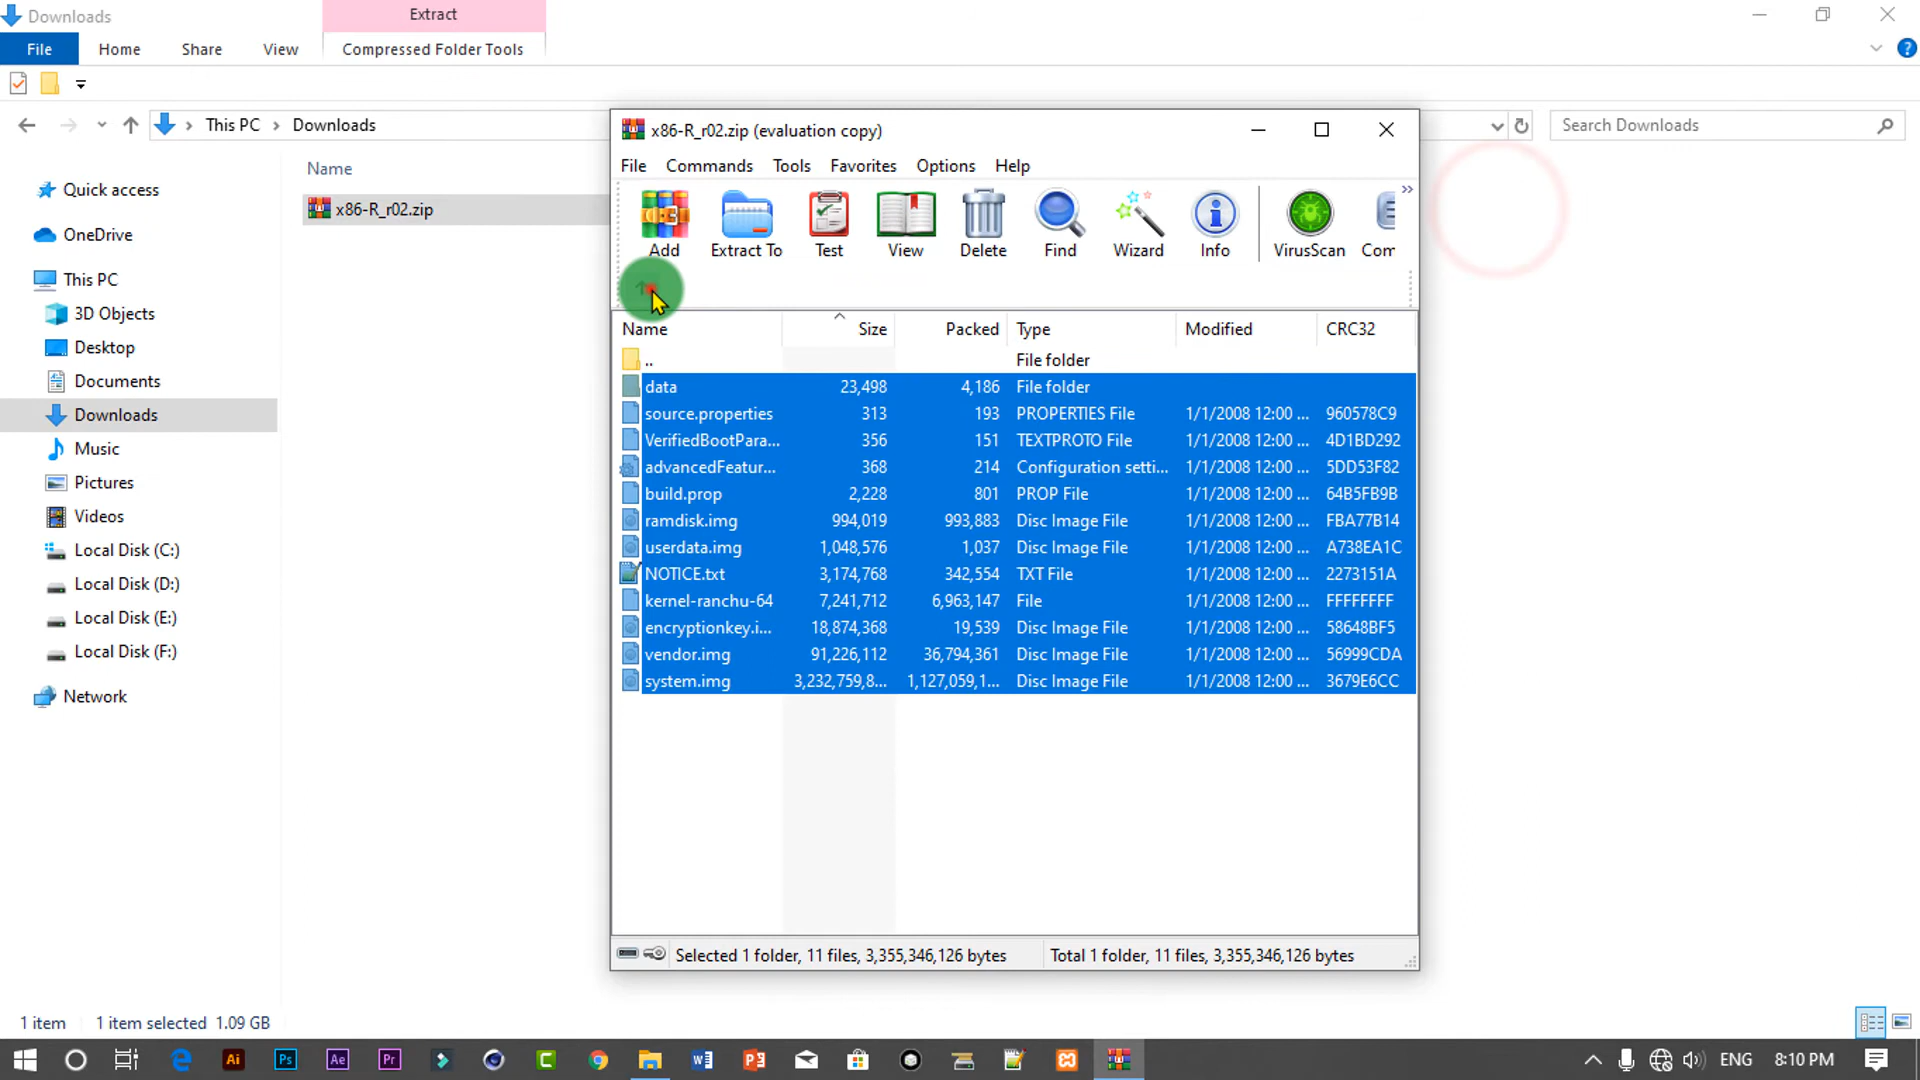 Downloads
Extract
File Home Share View Compressed Folder Tools
This PC Downloads
Search Downloads
Name
x86-R_r02.zip
Quick access
OneDrive
This PC
3D Objects
Desktop
Documents
Downloads
Music
Pictures
Videos
Local Disk (C:)
Local Disk (D:)
Local Disk (E:)
Local Disk (F:)
Network
x86-R_r02.zip (evaluation copy)
File Commands Tools Favorites Options Help
Add Extract To Test View Delete Find Wizard Info VirusScan Com
Name Size Packed Type Modified CRC32
.. File folder
data 23,498 4,186 File folder
source.properties 313 193 PROPERTIES File 1/1/2008 12:00 ... 960578C9
VerifiedBootPara... 356 151 TEXTPROTO File 1/1/2008 12:00 ... 4D1BD292
advancedFeatur... 368 214 Configuration setti... 1/1/2008 12:00 ... 5DD53F82
build.prop 2,228 801 PROP File 1/1/2008 12:00 ... 64B5FB9B
ramdisk.img 994,019 993,883 Disc Image File 1/1/2008 12:00 ... FBA77B14
userdata.img 1,048,576 1,037 Disc Image File 1/1/2008 12:00 ... A738EA1C
NOTICE.txt 3,174,768 342,554 TXT File 1/1/2008 12:00 ... 2273151A
kernel-ranchu-64 7,241,712 6,963,147 File 1/1/2008 12:00 ... FFFFFFFF
encryptionkey.i... 18,874,368 19,539 Disc Image File 1/1/2008 12:00 ... 58648BF5
vendor.img 91,226,112 36,794,361 Disc Image File 1/1/2008 12:00 ... 56999CDA
system.img 3,232,759,8... 1,127,059,1... Disc Image File 1/1/2008 12:00 ... 3679E6CC
Selected 1 folder, 11 files, 3,355,346,126 bytes Total 1 folder, 11 files, 3,355,346,126 bytes
1 item 1 item selected 1.09 GB
Ai Ps Ae Pr ENG 8:10 PM